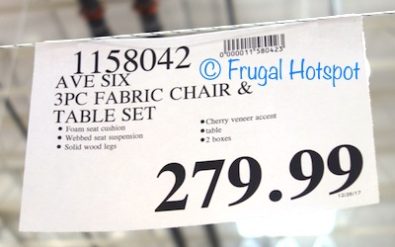 1158042
0000011580423
AVE SIX
3PC FABRIC CHAIR &
TABLE SET
© Frugal Hotspot
• Foam seat cushion
• Webbed seat suspension
• Solid wood legs
• Cherry veneer accent
• table
• 2 boxes
279.99